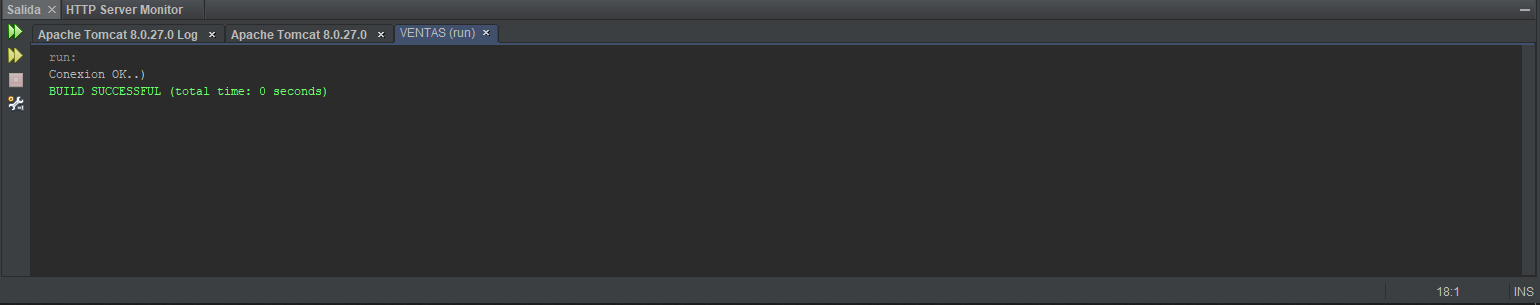 Salida HTTP Server Monitor
Apache Tomcat 8.0.27.0 Log Apache Tomcat 8.0.27.0 VENTAS (run)
run:
Conexion OK..)
BUILD SUCCESSFUL (total time: 0 seconds)
18:1 INS